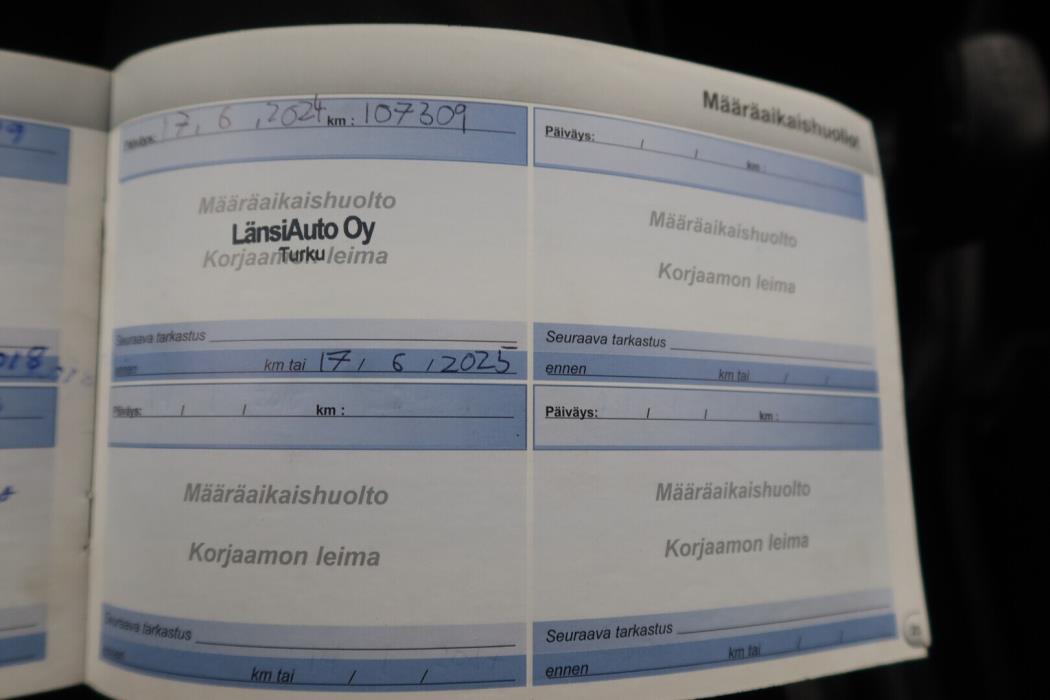 Määräaikaishuollot
Päiväys: 17, 6, 2024 km: 107309
Määräaikaishuolto
LänsiAuto Oy
Korjaamon leima
Turku
Seuraava tarkastus
ennen km tai 17, 6, 2025
Päiväys: / / km:
Määräaikaishuolto
Korjaamon leima
Seuraava tarkastus
ennen km tai / /
Päiväys: / / km:
Määräaikaishuolto
Korjaamon leima
Seuraava tarkastus
km tai / /
Päiväys: / / km:
Määräaikaishuolto
Korjaamon leima
Seuraava tarkastus
ennen km tai / /